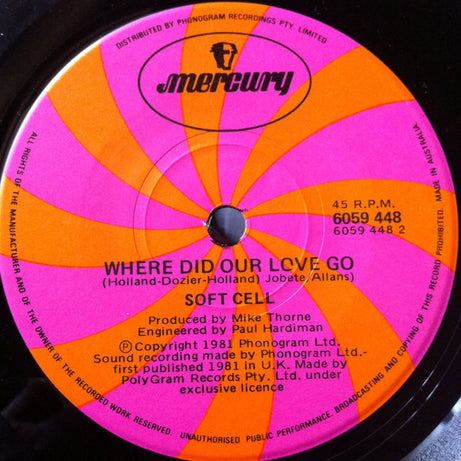 DISTRIBUTED BY PHONOGRAM RECORDINGS PTY. LIMITED
mercury
45 R.P.M.
6059 448
6059 448 2
WHERE DID OUR LOVE GO
(Holland-Dozier-Holland) Jobete/Allans)
SOFT CELL
Produced by Mike Thorne
Engineered by Paul Hardiman
Ⓟ Copyright 1981 Phonogram Ltd.
Sound recording made by Phonogram Ltd.-
first published 1981 in U.K. Made by
PolyGram Records Pty. Ltd. under
exclusive licence
ALL RIGHTS OF THE MANUFACTURER AND OF THE OWNER OF THE RECORDED WORK RESERVED. UNAUTHORISED PUBLIC PERFORMANCE, BROADCASTING AND COPYING OF THIS RECORD PROHIBITED. MADE IN AUSTRALIA.